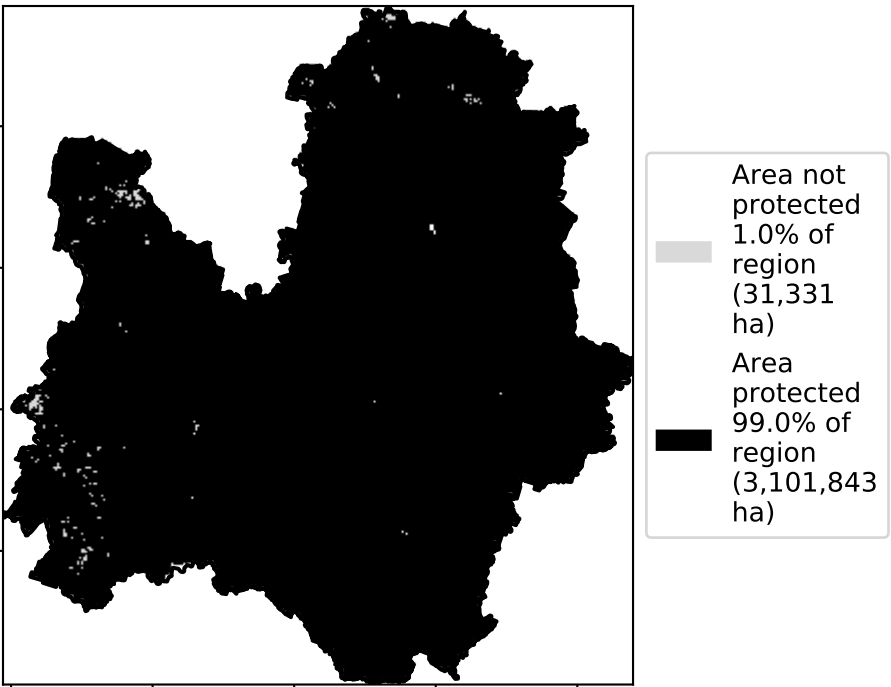 Area not
protected
1.0% of
region
(31,331
ha)
Area
protected
99.0% of
region
(3,101,843
ha)